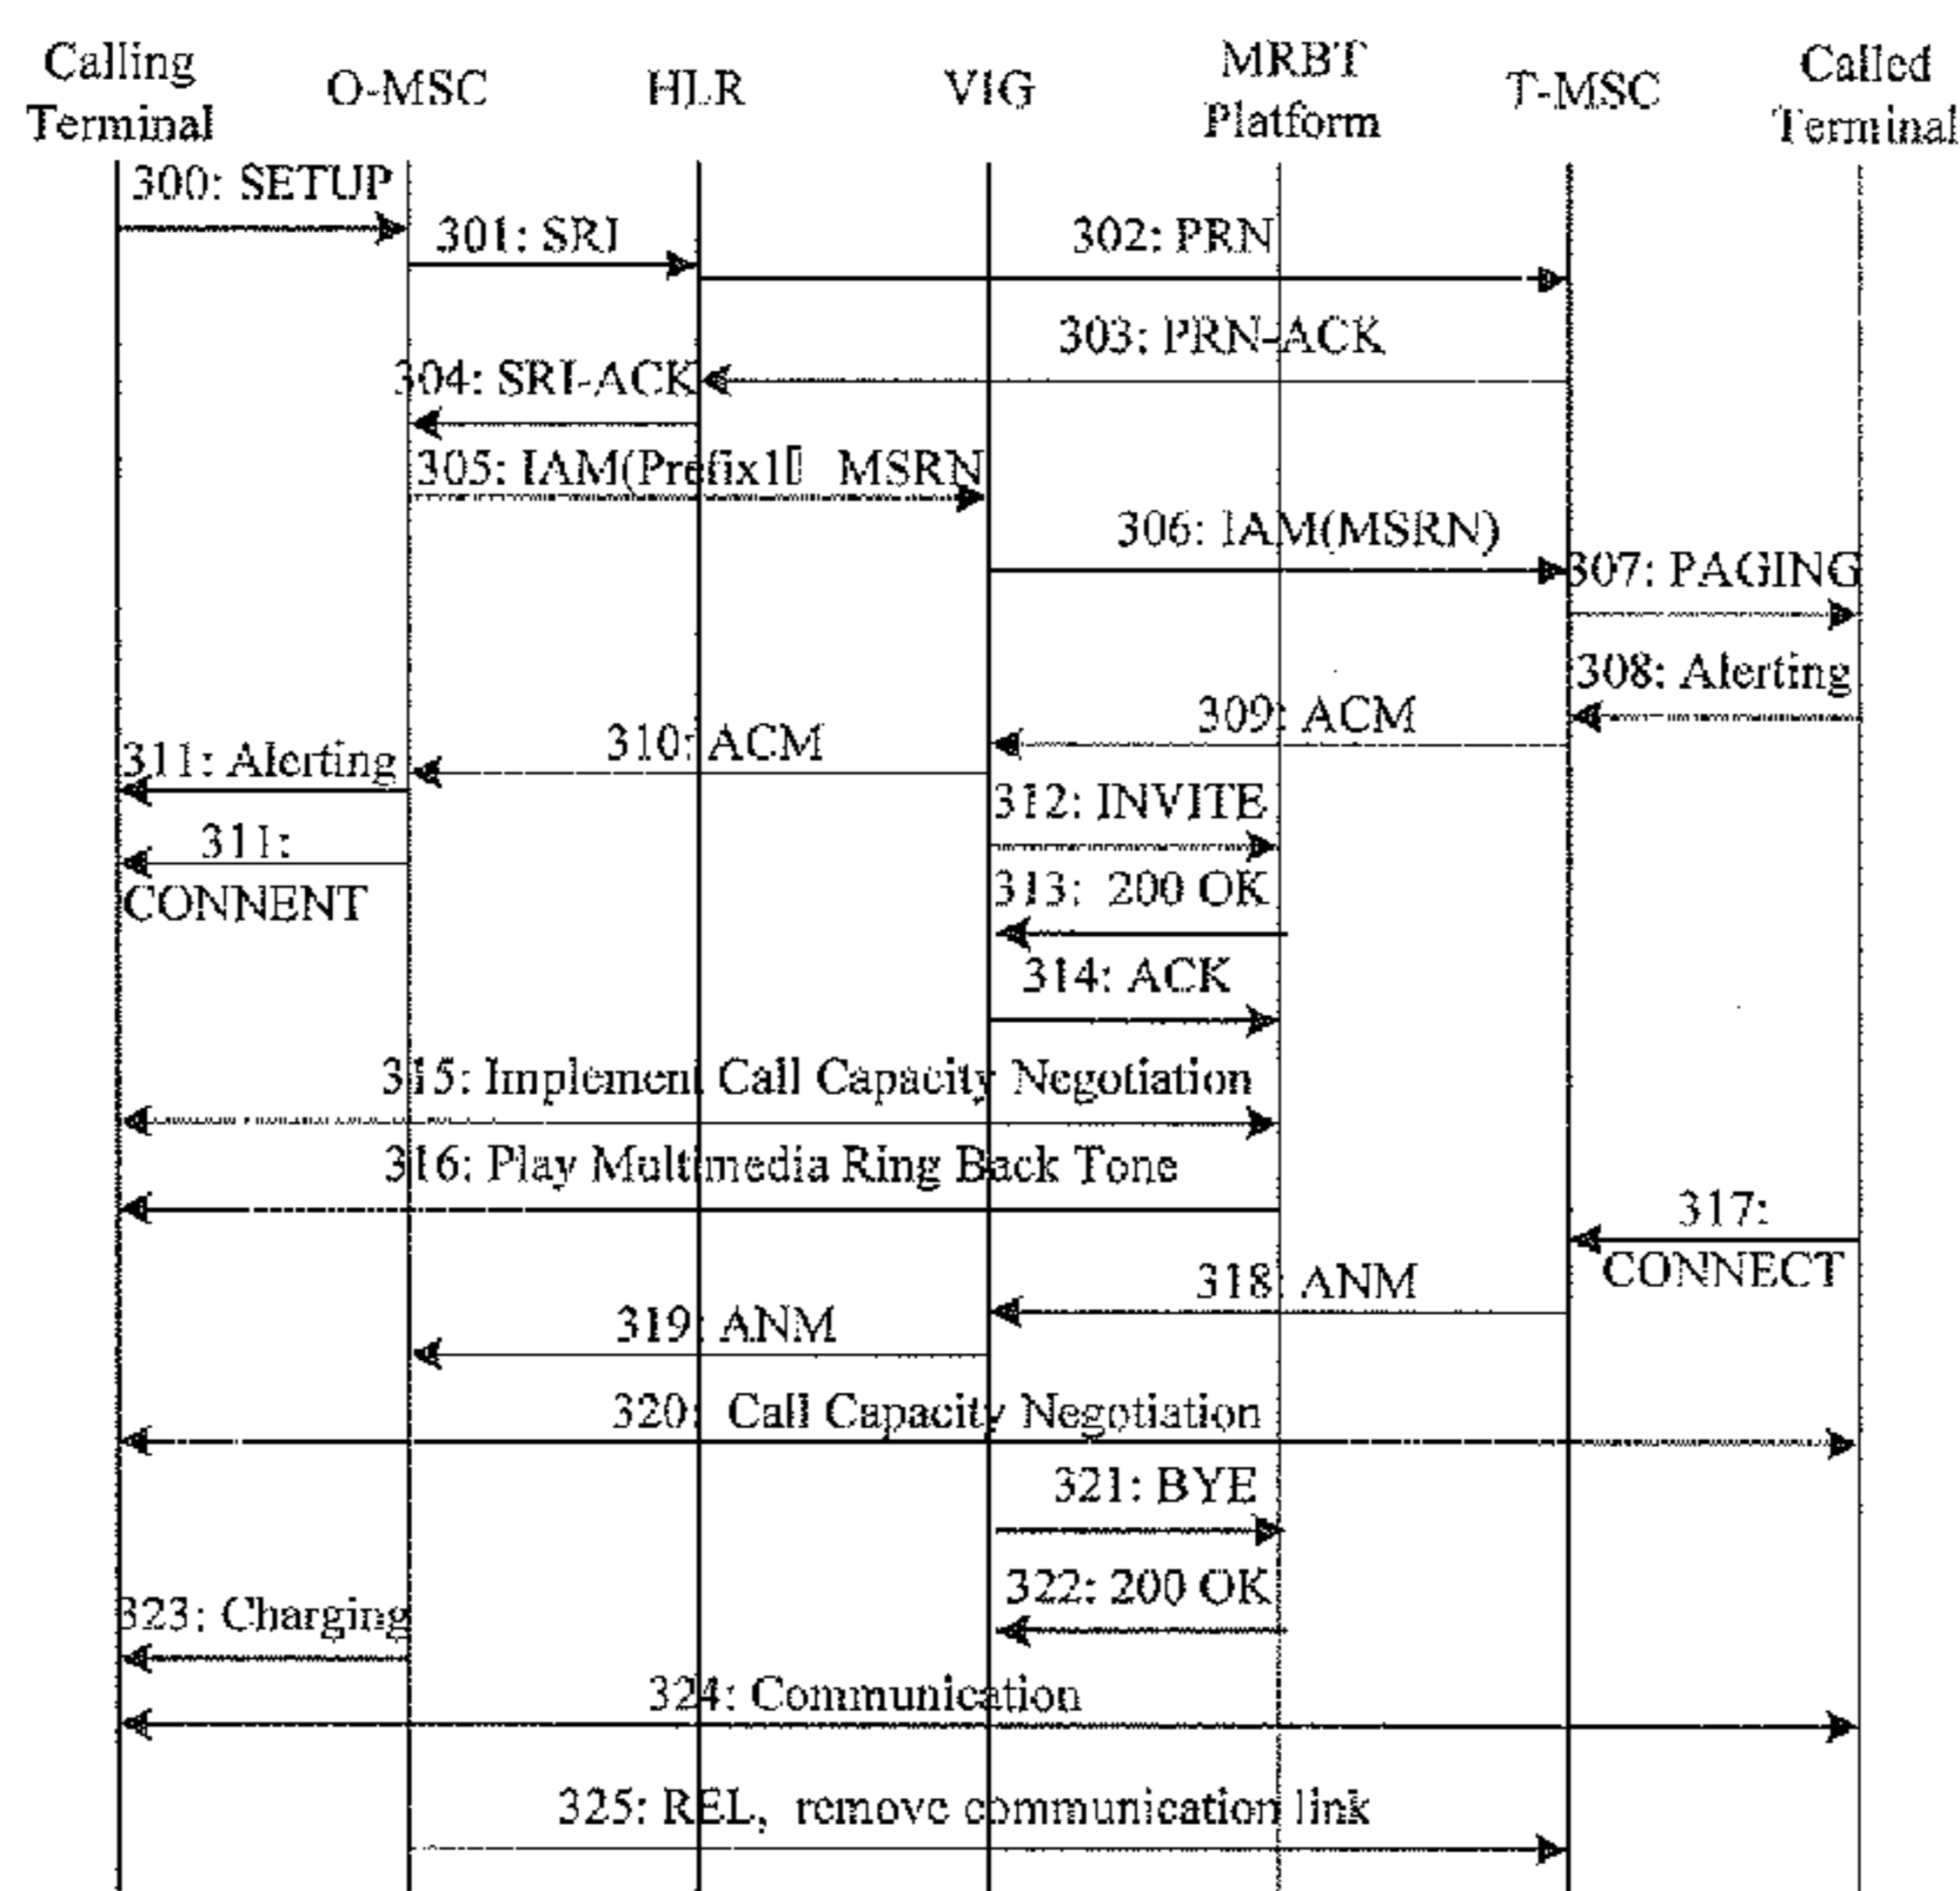 Calling
Terminal
O-MSC
HLR
VIG
MRBT
Platform
T-MSC
Called
Terminal
300: SETUP
301: SRI
302: PRN
303: PRN-ACK
304: SRI-ACK
305: IAM(Prefix1▯ MSRN
306: IAM(MSRN)
307: PAGING
308: Alerting
309: ACM
310: ACM
311: Alerting
312: INVITE
311:
CONNENT
313: 200 OK
314: ACK
315: Implement Call Capacity Negotiation
316: Play Multimedia Ring Back Tone
317:
CONNECT
318: ANM
319: ANM
320: Call Capacity Negotiation
321: BYE
322: 200 OK
323: Charging
324: Communication
325: REL, remove communication link